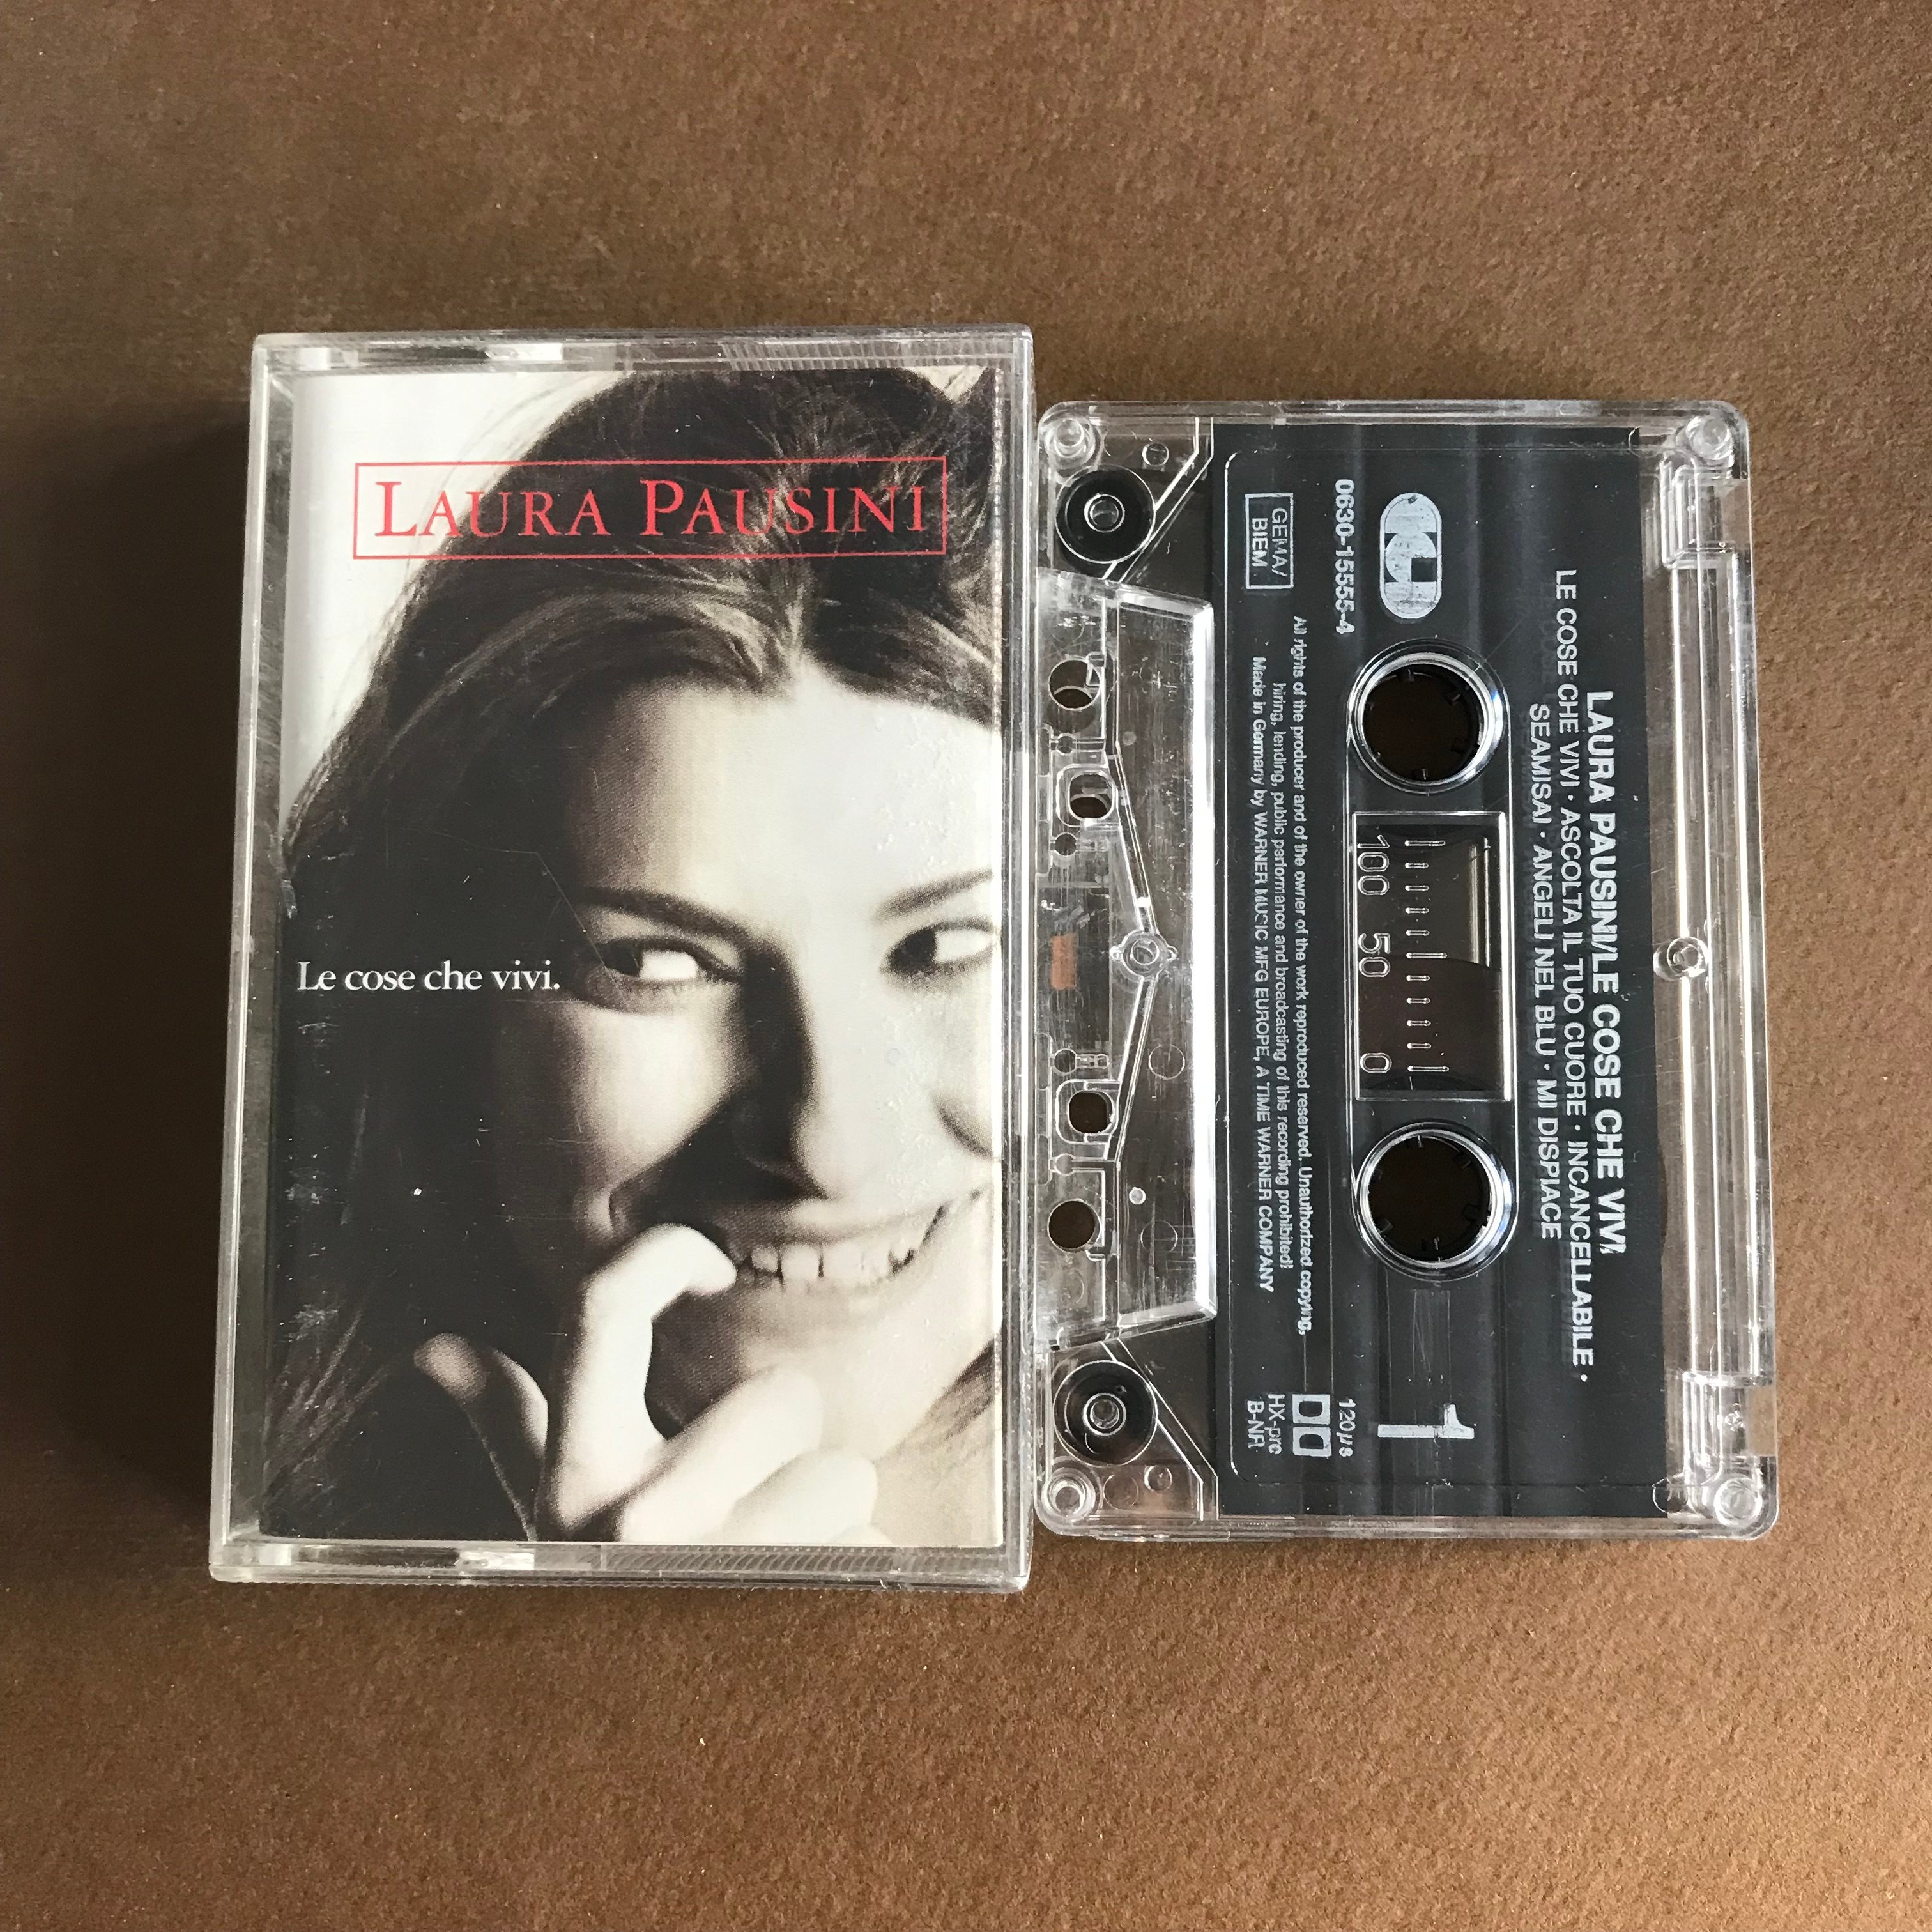 LAURA PAUSINI
Le cose che vivi.
LAURA PAUSINI/LE COSE CHE VIVI
LE COSE CHE VIVI · ASCOLTA IL TUO CUORE · INCANCELLABILE ·
SEAMISAI · ANGELI NEL BLU · MI DISPIACE
CGD
0630-15555-4
GEMA/
BIEM
100 50 0
1
All rights of the producer and of the owner of the work reproduced reserved. Unauthorized copying,
hiring, lending, public performance and broadcasting of this recording prohibited!
Made in Germany by WARNER MUSIC MFG EUROPE, A TIME WARNER COMPANY
120µs
HX-pro
B-NR